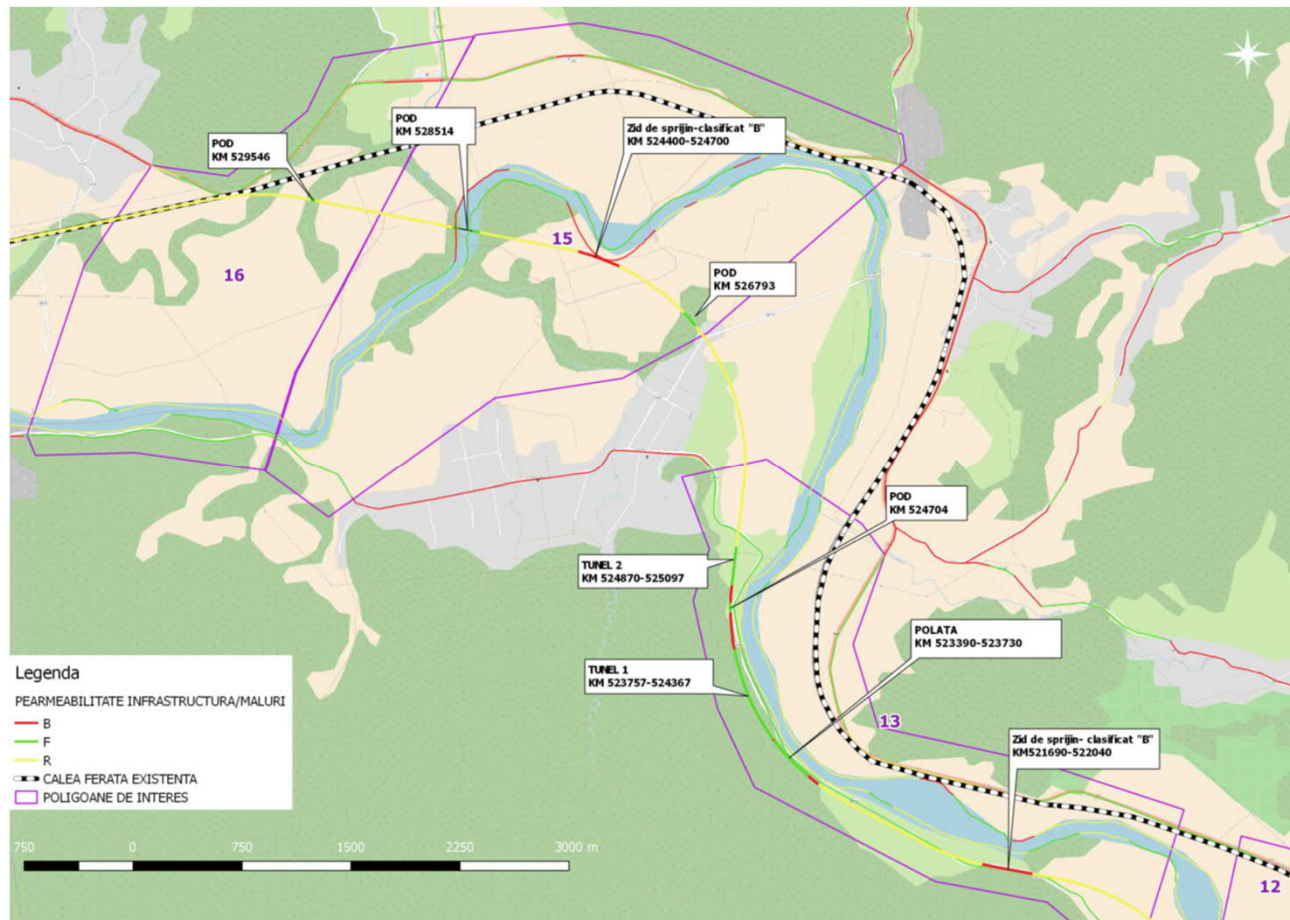 POD
KM 528514
Zid de sprijin-clasificat "B"
KM 524400-524700
POD
KM 529546
15
16
POD
KM 526793
POD
KM 524704
TUNEL 2
KM 524870-525097
POLATA
KM 523390-523730
TUNEL 1
KM 523757-524367
13
Zid de sprijin- clasificat "B"
KM521690-522040
12
Legenda
PEARMEABILITATE INFRASTRUCTURA/MALURI
B
F
R
CALEA FERATA EXISTENTA
POLIGOANE DE INTERES
750 0 750 1500 2250 3000 m